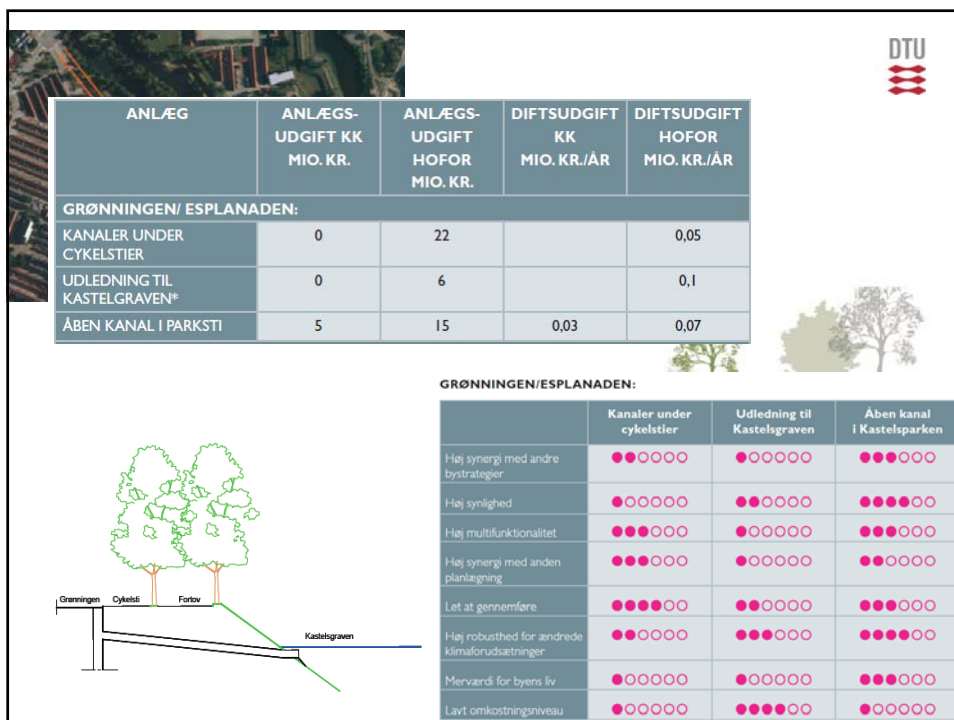 DTU
ANLÆG ANLÆGS- ANLÆGS- DIFTSUDGIFT DIFTSUDGIFT
UDGIFT KK UDGIFT KK HOFOR
MIO. KR. HOFOR MIO. KR./ÅR MIO. KR./ÅR
MIO. KR.
GRØNNINGEN/ ESPLANADEN:
KANALER UNDER 0 22 0,05
CYKELSTIER
UDLEDNING TIL 0 6 0,1
KASTELGRAVEN*
ÅBEN KANAL I PARKSTI 5 15 0,03 0,07
GRØNNINGEN/ESPLANADEN:
Kanaler under Udledning til Åben kanal
cykelstier Kastelsgraven i Kastelsparken
Høj synergi med andre
bystrategier
Høj synlighed
Høj multifunktionalitet
Høj synergi med anden
planlægning
Let at gennemføre
Høj robusthed for ændrede
klimaforudsætninger
Merværdi for byens liv
Lavt omkostningsniveau
Grønningen Cykelsti Fortov
Kastelsgraven